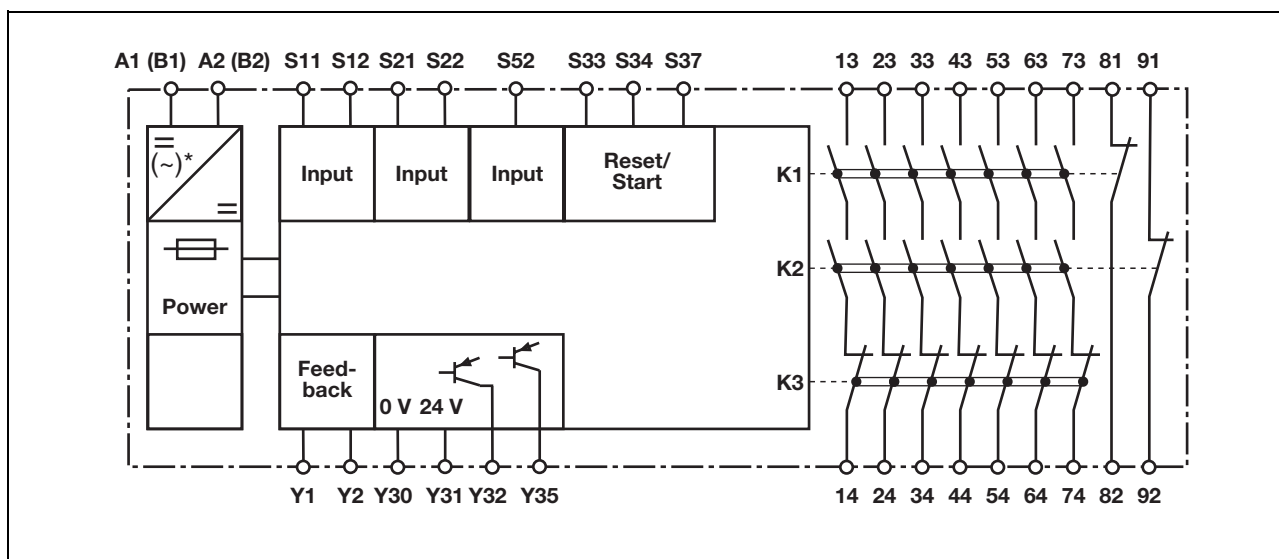 A1 (B1) A2 (B2) S11 S12 S21 S22 S52 S33 S34 S37 13 23 33 43 53 63 73 81 91
(~)*
Input Input Input Reset/
Start
K1
K2
Power
Feed-
back
0 V 24 V
K3
Y1 Y2 Y30 Y31 Y32 Y35 14 24 34 44 54 64 74 82 92